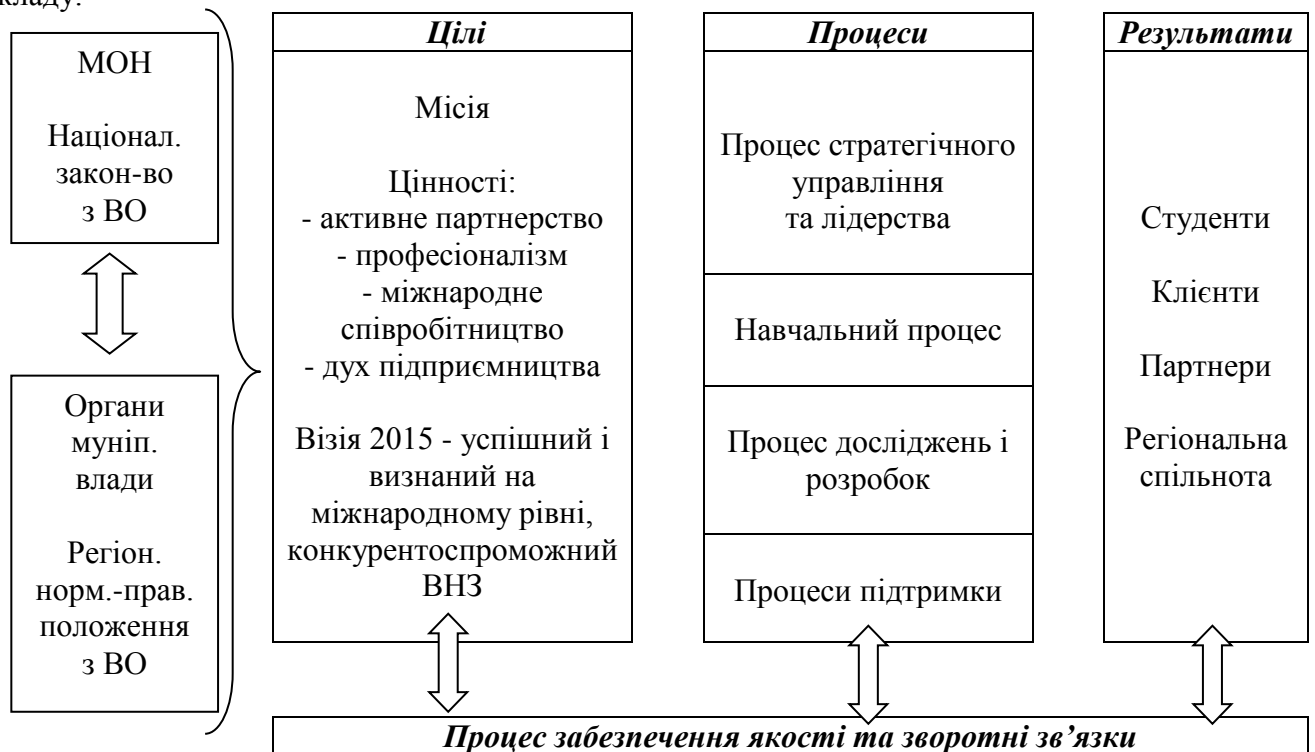 кладу.
МОН
Націонал.
закон-во
з ВО
Органи
муніп.
влади
Регіон.
норм.-прав.
положення
з ВО
Цілі
Місія
Цінності:
- активне партнерство
- професіоналізм
- міжнародне
співробітництво
- дух підприємництва
Візія 2015 - успішний і
визнаний на
міжнародному рівні,
конкурентоспроможний
ВНЗ
Процеси
Процес стратегічного
управління
та лідерства
Навчальний процес
Процес досліджень і
розробок
Процеси підтримки
Результати
Студенти
Клієнти
Партнери
Регіональна
спільнота
Процес забезпечення якості та зворотні зв’язки